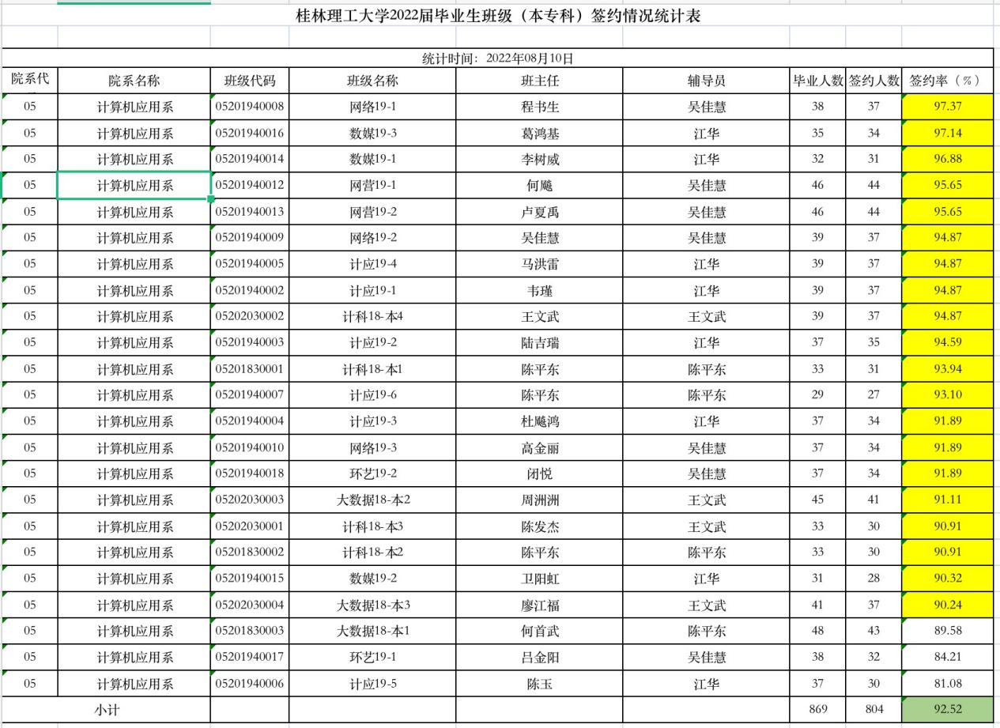 桂林理工大学2022届毕业生班级（本专科）签约情况统计表
统计时间：2022年08月10日
院系代 院系名称 班级代码 班级名称 班主任 辅导员 毕业人数 签约人数 签约率（%）
05 计算机应用系 05201940008 网络19-1 程书生 吴佳慧 38 37 97.37
05 计算机应用系 05201940016 数媒19-3 葛鸿基 江华 35 34 97.14
05 计算机应用系 05201940014 数媒19-1 李树威 江华 32 31 96.88
05 计算机应用系 05201940012 网营19-1 何飚 吴佳慧 46 44 95.65
05 计算机应用系 05201940013 网营19-2 卢夏禹 吴佳慧 46 44 95.65
05 计算机应用系 05201940009 网络19-2 吴佳慧 吴佳慧 39 37 94.87
05 计算机应用系 05201940005 计应19-4 马洪雷 江华 39 37 94.87
05 计算机应用系 05201940002 计应19-1 韦瑾 江华 39 37 94.87
05 计算机应用系 05202030002 计科18-本4 王文武 王文武 39 37 94.87
05 计算机应用系 05201940003 计应19-2 陆吉瑞 江华 37 35 94.59
05 计算机应用系 05201830001 计科18-本1 陈平东 陈平东 33 31 93.94
05 计算机应用系 05201940007 计应19-6 陈平东 陈平东 29 27 93.10
05 计算机应用系 05201940004 计应19-3 杜飚鸿 江华 37 34 91.89
05 计算机应用系 05201940010 网络19-3 高金丽 吴佳慧 37 34 91.89
05 计算机应用系 05201940018 环艺19-2 闭悦 吴佳慧 37 34 91.89
05 计算机应用系 05202030003 大数据18-本2 周洲洲 王文武 45 41 91.11
05 计算机应用系 05202030001 计科18-本3 陈发杰 王文武 33 30 90.91
05 计算机应用系 05201830002 计科18-本2 陈平东 陈平东 33 30 90.91
05 计算机应用系 05201940015 数媒19-2 卫阳虹 江华 31 28 90.32
05 计算机应用系 05202030004 大数据18-本3 廖江福 王文武 41 37 90.24
05 计算机应用系 05201830003 大数据18-本1 何首武 陈平东 48 43 89.58
05 计算机应用系 05201940017 环艺19-1 吕金阳 吴佳慧 38 32 84.21
05 计算机应用系 05201940006 计应19-5 陈玉 江华 37 30 81.08
小计 869 804 92.52